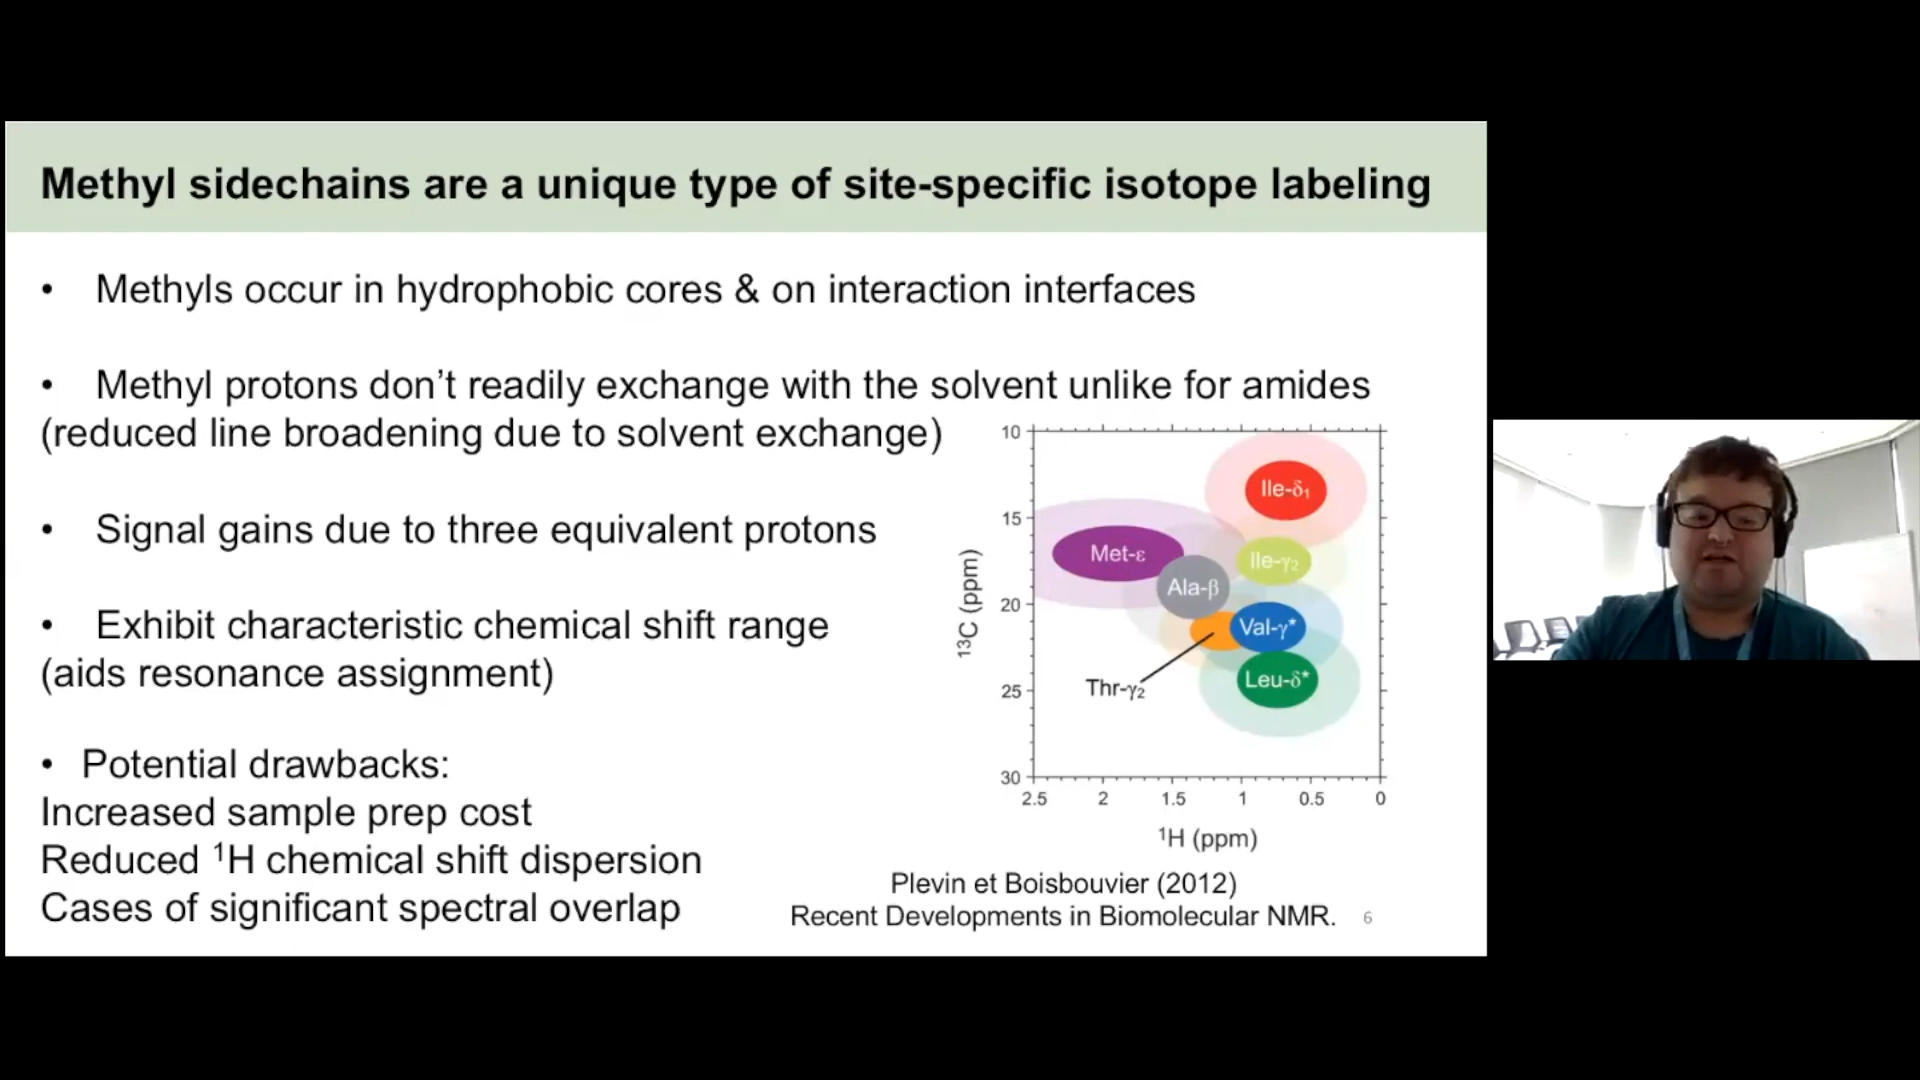 Methyl sidechains are a unique type of site-specific isotope labeling
• Methyls occur in hydrophobic cores & on interaction interfaces
• Methyl protons don’t readily exchange with the solvent unlike for amides
(reduced line broadening due to solvent exchange)
• Signal gains due to three equivalent protons
• Exhibit characteristic chemical shift range
(aids resonance assignment)
• Potential drawbacks:
Increased sample prep cost
Reduced ¹H chemical shift dispersion
Cases of significant spectral overlap
10
15
20
25
30
¹³C (ppm)
Ile-δ₁
Met-ε
Ile-γ₂
Ala-β
Val-γ*
Leu-δ*
Thr-γ₂
2.5 2 1.5 1 0.5 0
¹H (ppm)
Plevin et Boisbouvier (2012)
Recent Developments in Biomolecular NMR.
6